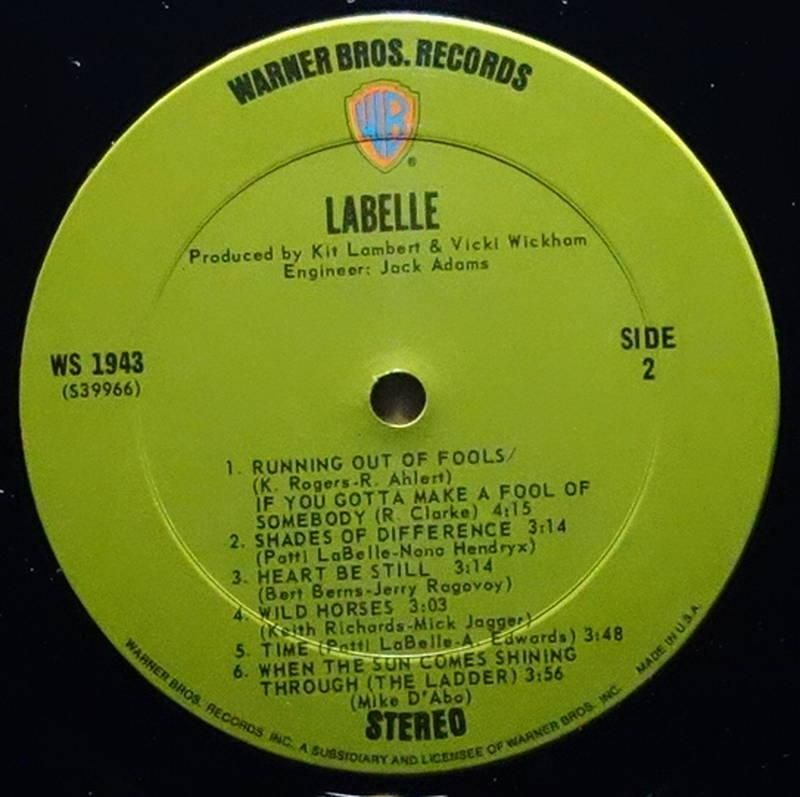 WARNER BROS. RECORDS
WB
®
LABELLE
Produced by Kit Lambert & Vicki Wickham
Engineer: Jack Adams
WS 1943
(S39966)
SIDE
2
1. RUNNING OUT OF FOOLS/
(K. Rogers-R. Ahlert)
IF YOU GOTTA MAKE A FOOL OF
SOMEBODY (R. Clarke) 4:15
2. SHADES OF DIFFERENCE 3:14
(Patti LaBelle-Nona Hendryx)
3. HEART BE STILL 3:14
(Bert Berns-Jerry Ragovoy)
4. WILD HORSES 3:03
(Keith Richards-Mick Jagger)
5. TIME (Patti LaBelle-A. Edwards) 3:48
6. WHEN THE SUN COMES SHINING
THROUGH (THE LADDER) 3:56
(Mike D'Abo)
STEREO
WARNER BROS. RECORDS INC. A SUBSIDIARY AND LICENSEE OF WARNER BROS. INC. MADE IN U.S.A.